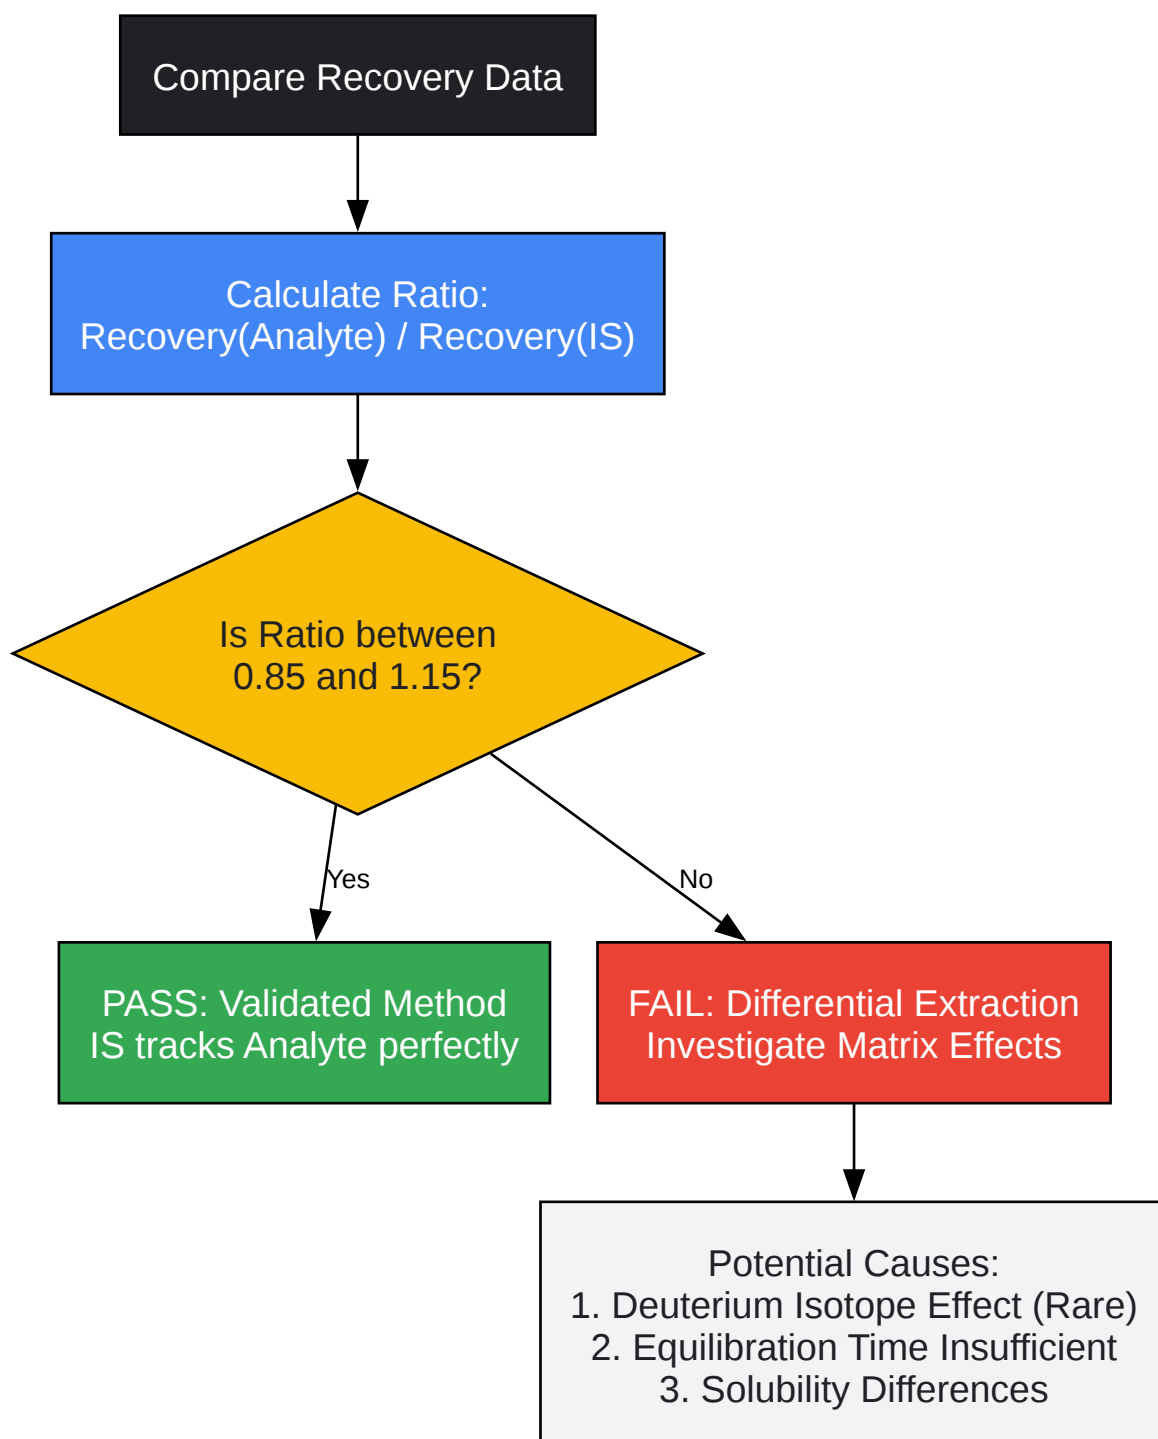 Compare Recovery Data
Calculate Ratio:
Recovery(Analyte) / Recovery(IS)
Is Ratio between
0.85 and 1.15?
Yes
No
PASS: Validated Method
IS tracks Analyte perfectly
FAIL: Differential Extraction
Investigate Matrix Effects
Potential Causes:
1. Deuterium Isotope Effect (Rare)
2. Equilibration Time Insufficient
3. Solubility Differences